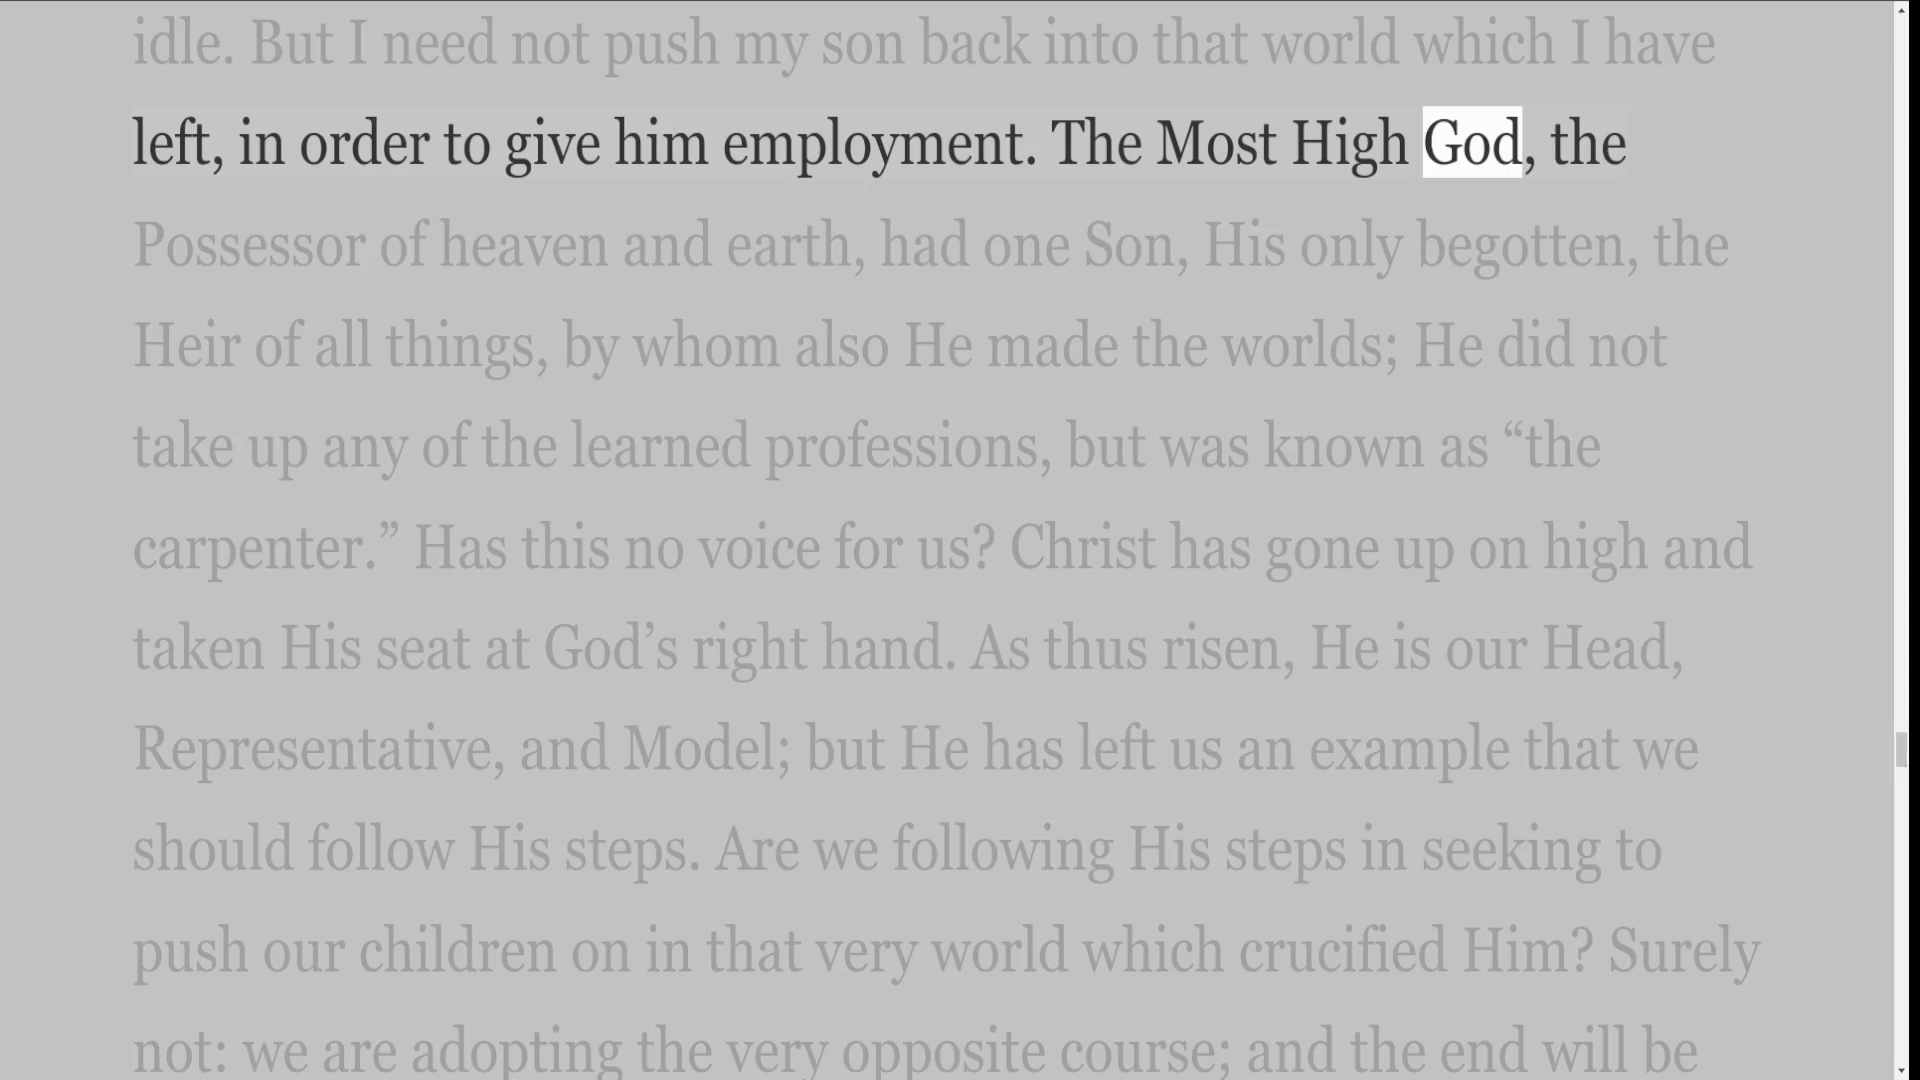 idle. But I need not push my son back into that world which I have
left, in order to give him employment. The Most High God, the
Possessor of heaven and earth, had one Son, His only begotten, the
Heir of all things, by whom also He made the worlds; He did not
take up any of the learned professions, but was known as “the
carpenter.” Has this no voice for us? Christ has gone up on high and
taken His seat at God’s right hand. As thus risen, He is our Head,
Representative, and Model; but He has left us an example that we
should follow His steps. Are we following His steps in seeking to
push our children on in that very world which crucified Him? Surely
not: we are adopting the very opposite course; and the end will be